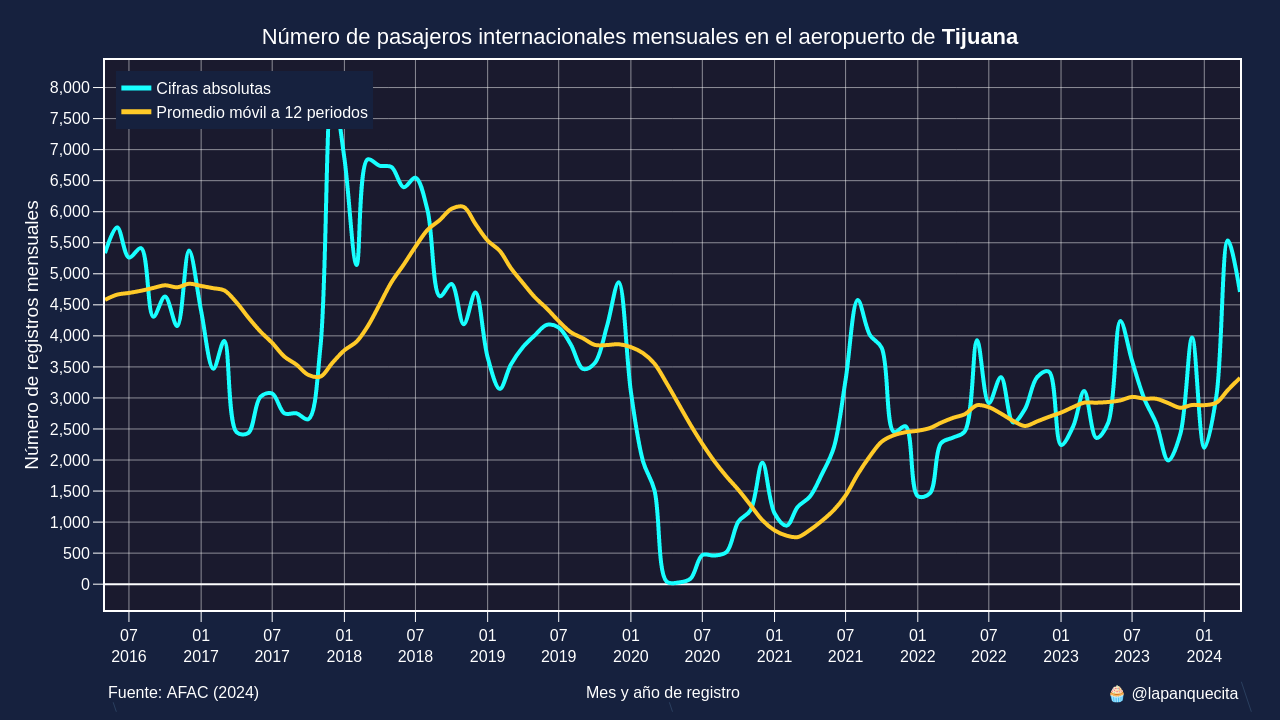 Número de pasajeros internacionales mensuales en el aeropuerto de Tijuana
Cifras absolutas
Promedio móvil a 12 periodos
Número de registros mensuales
8,000
7,500
7,000
6,500
6,000
5,500
5,000
4,500
4,000
3,500
3,000
2,500
2,000
1,500
1,000
500
0
07 01 07 01 07 01 07 01 07 01 07 01 07 01 07 01
2016 2017 2017 2018 2018 2019 2019 2020 2020 2021 2021 2022 2022 2023 2023 2024
Fuente: AFAC (2024) Mes y año de registro 🧁 @lapanquecita